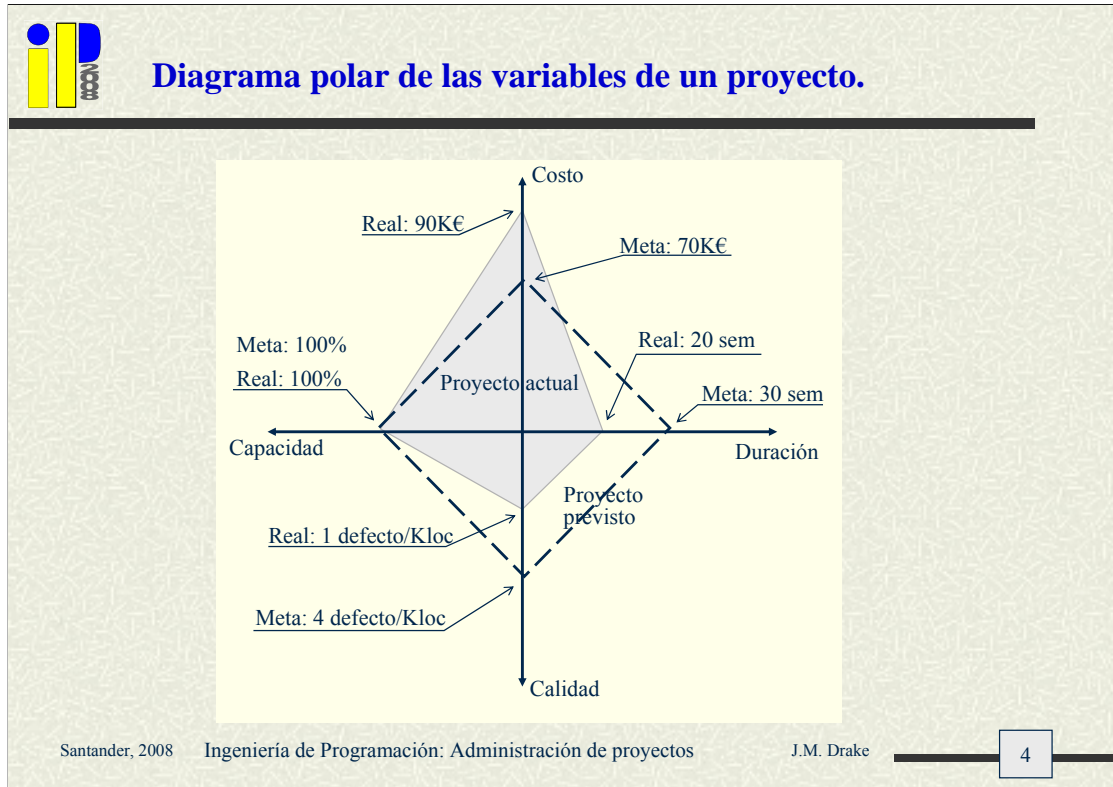 iIP
2008
Diagrama polar de las variables de un proyecto.
Costo
Real: 90K€
Meta: 70K€
Meta: 100%
Real: 100%
Real: 20 sem
Proyecto actual
Meta: 30 sem
Capacidad
Duración
Proyecto
previsto
Real: 1 defecto/Kloc
Meta: 4 defecto/Kloc
Calidad
Santander, 2008 Ingeniería de Programación: Administración de proyectos J.M. Drake 4